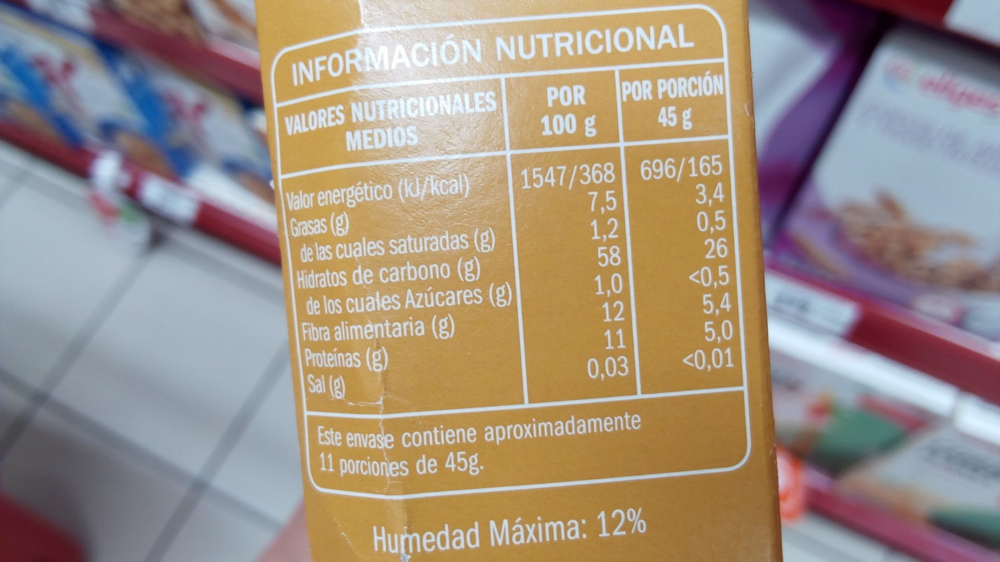 INFORMACIÓN NUTRICIONAL
VALORES NUTRICIONALES MEDIOS POR 100 g POR PORCIÓN 45 g
Valor energético (kJ/kcal) 1547/368 696/165
Grasas (g) 7,5 3,4
de las cuales saturadas (g) 1,2 0,5
Hidratos de carbono (g) 58 26
de los cuales Azúcares (g) 1,0 <0,5
Fibra alimentaria (g) 12 5,4
Proteínas (g) 11 5,0
Sal (g) 0,03 <0,01
Este envase contiene aproximadamente
11 porciones de 45g.
Humedad Máxima: 12%